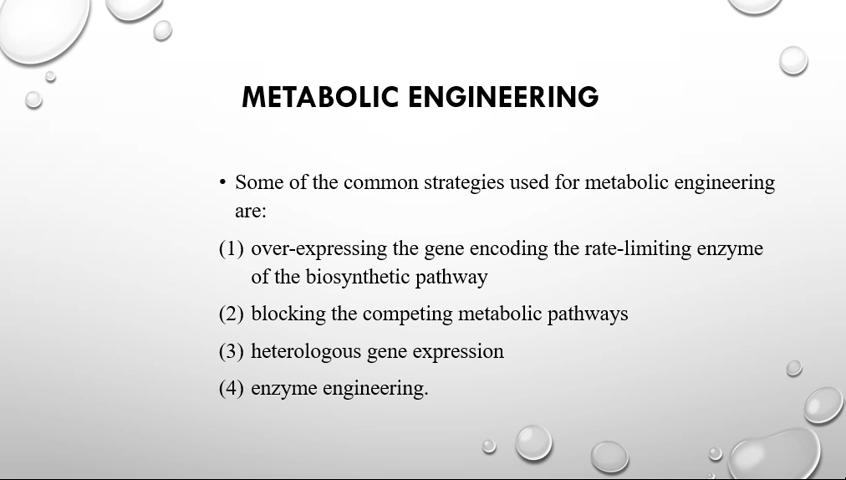 METABOLIC ENGINEERING
• Some of the common strategies used for metabolic engineering
are:
(1) over-expressing the gene encoding the rate-limiting enzyme
of the biosynthetic pathway
(2) blocking the competing metabolic pathways
(3) heterologous gene expression
(4) enzyme engineering.